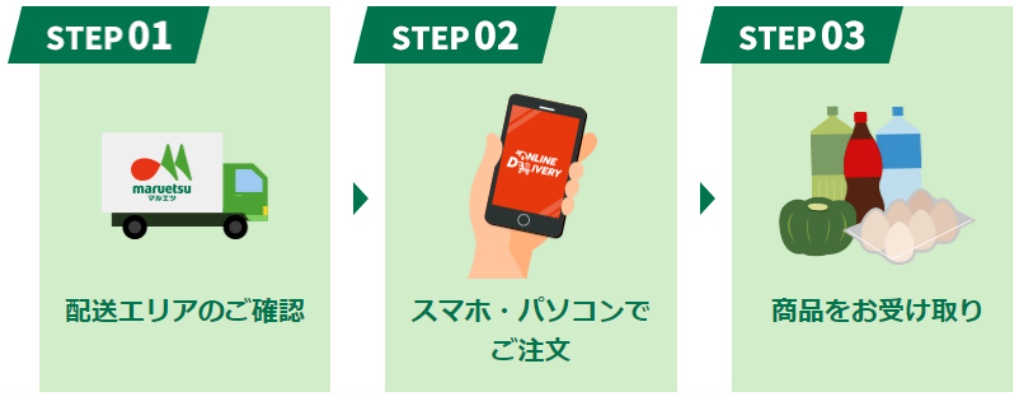 STEP 01
maruetsu
マルエツ
配送エリアのご確認
STEP 02
ONLINE
DELIVERY
スマホ・パソコンで
ご注文
STEP 03
商品をお受け取り